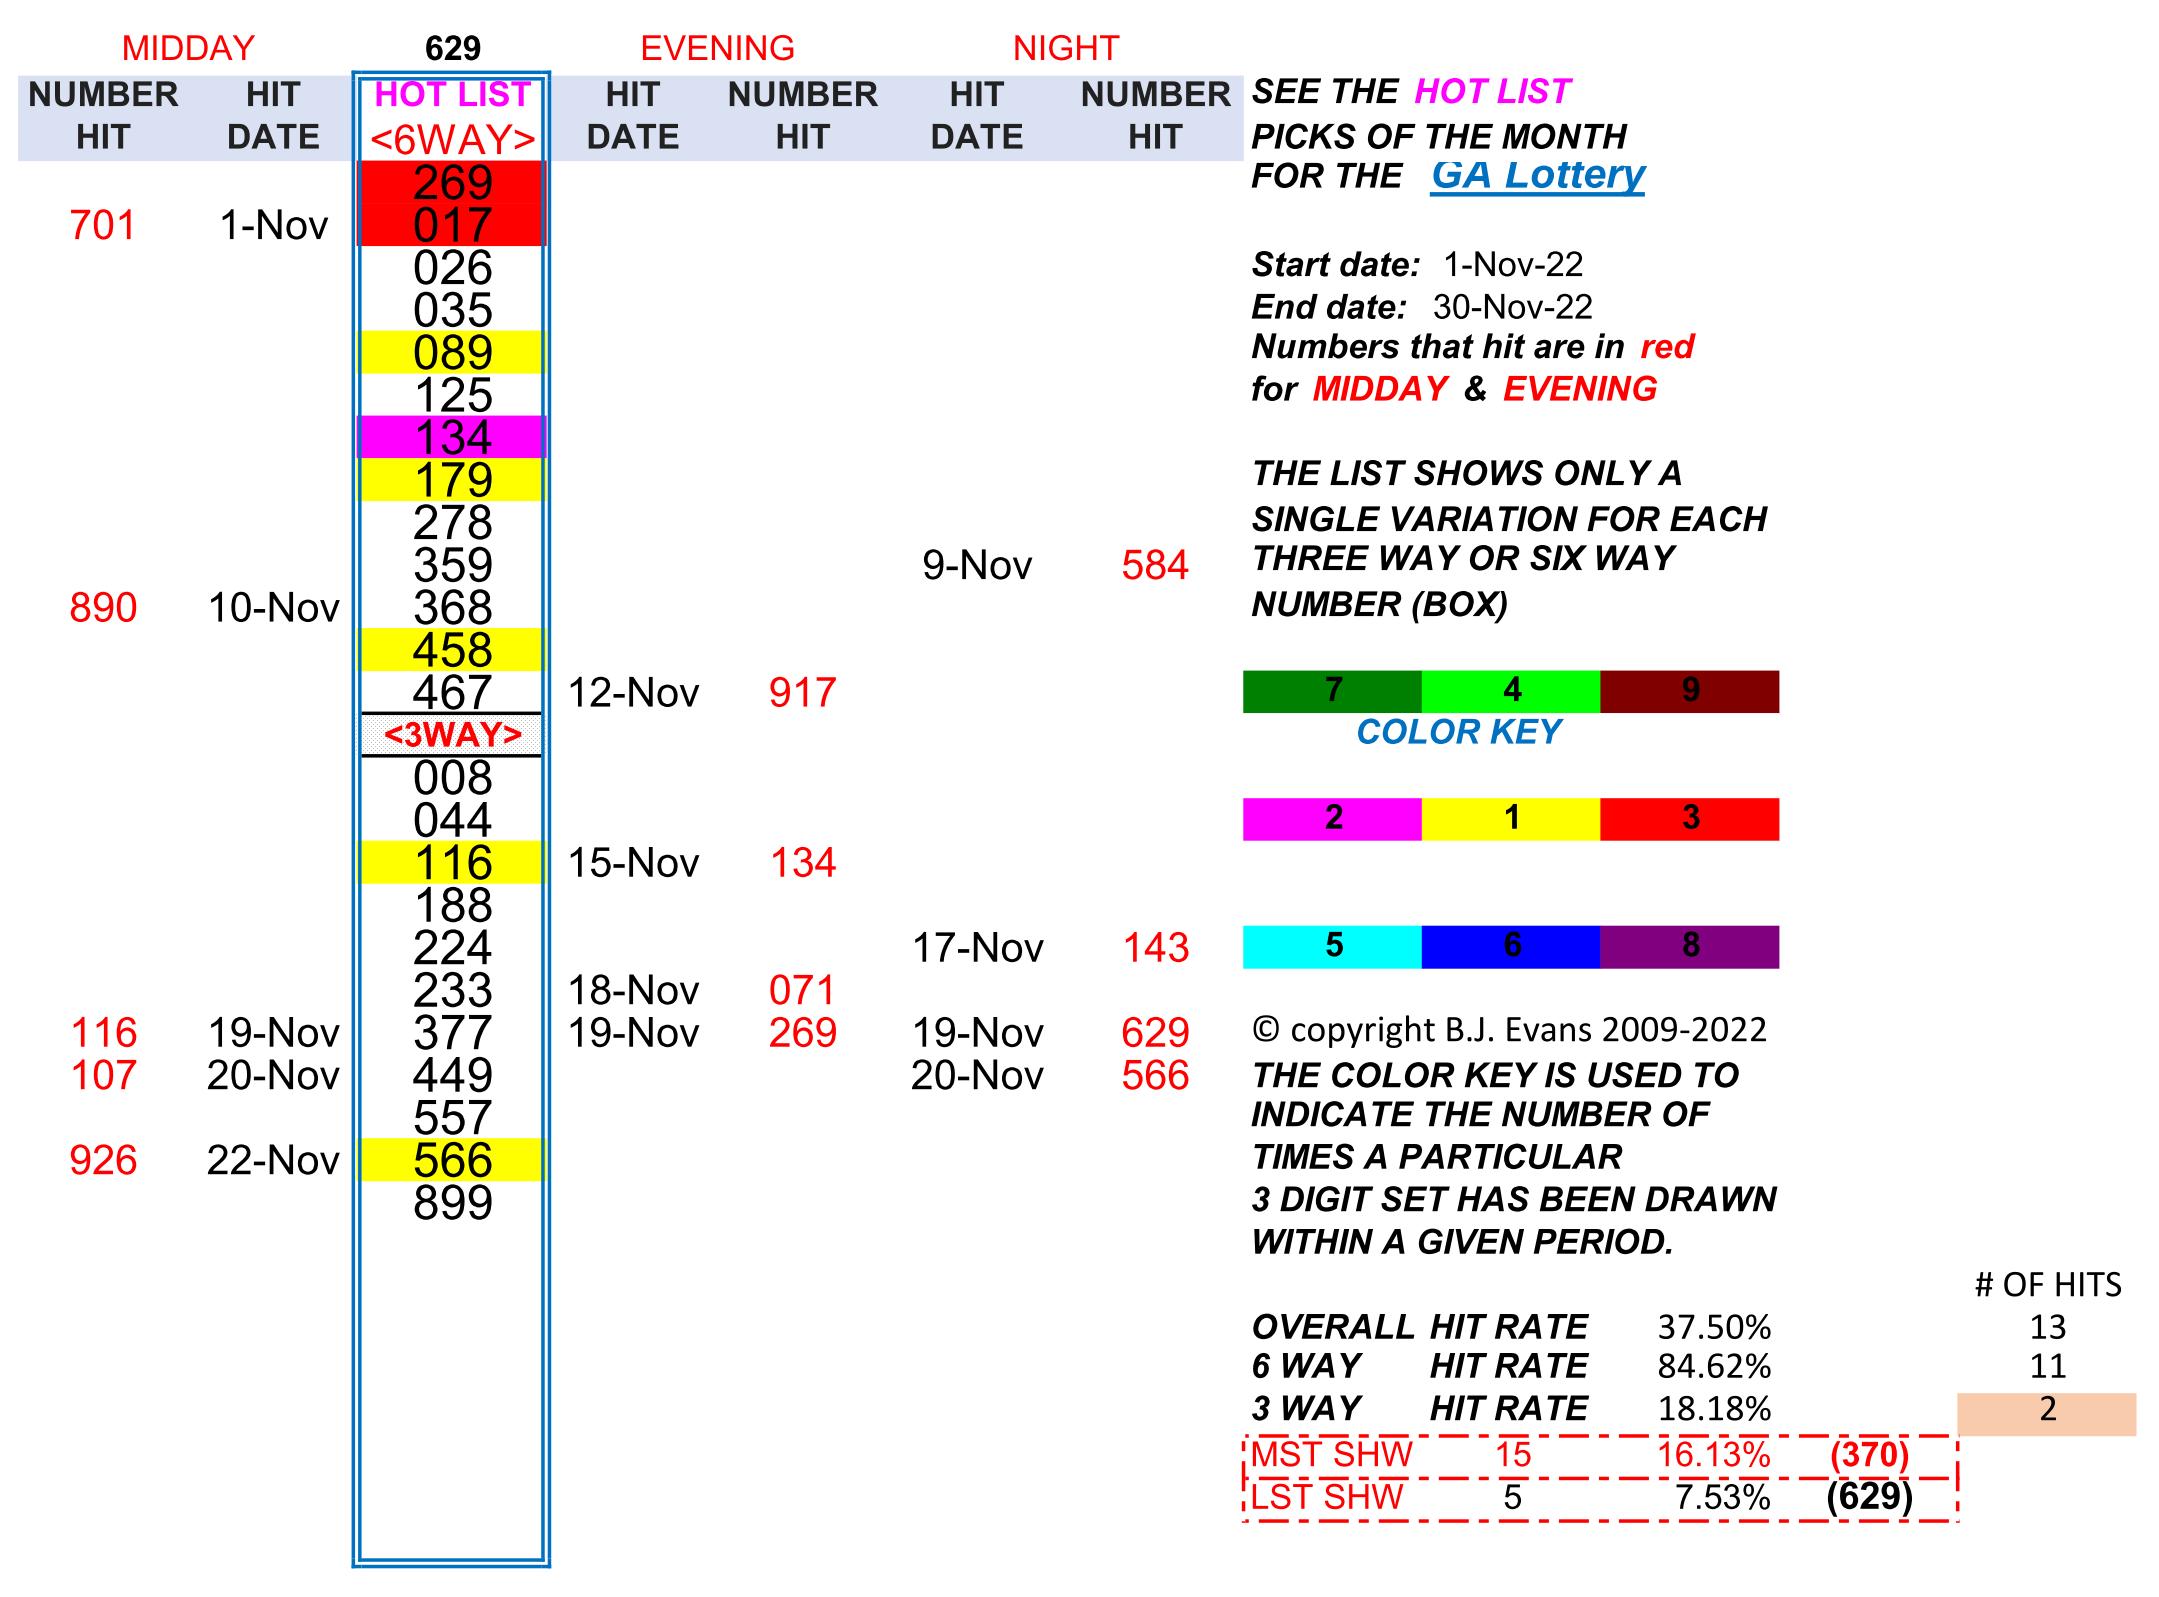 MIDDAY 629 EVENING NIGHT
NUMBER HIT HOT LIST HIT NUMBER HIT NUMBER SEE THE HOT LIST
HIT DATE <6WAY> DATE HIT DATE HIT PICKS OF THE MONTH
269 FOR THE GA Lottery
701 1-Nov 017
026 Start date: 1-Nov-22
035 End date: 30-Nov-22
089 Numbers that hit are in red
125 for MIDDAY & EVENING
134
179 THE LIST SHOWS ONLY A
278 SINGLE VARIATION FOR EACH
359 9-Nov 584 THREE WAY OR SIX WAY
890 10-Nov 368 NUMBER (BOX)
458
467 12-Nov 917 7 4 9
<3WAY> COLOR KEY
008
044 2 1 3
116 15-Nov 134
188
224 17-Nov 143 5 6 8
233 18-Nov 071
116 19-Nov 377 19-Nov 269 19-Nov 629 © copyright B.J. Evans 2009-2022
107 20-Nov 449 20-Nov 566 THE COLOR KEY IS USED TO
557 INDICATE THE NUMBER OF
926 22-Nov 566 TIMES A PARTICULAR
899 3 DIGIT SET HAS BEEN DRAWN
WITHIN A GIVEN PERIOD.
# OF HITS
OVERALL HIT RATE 37.50% 13
6 WAY HIT RATE 84.62% 11
3 WAY HIT RATE 18.18% 2
MST SHW 15 16.13% (370)
LST SHW 5 7.53% (629)